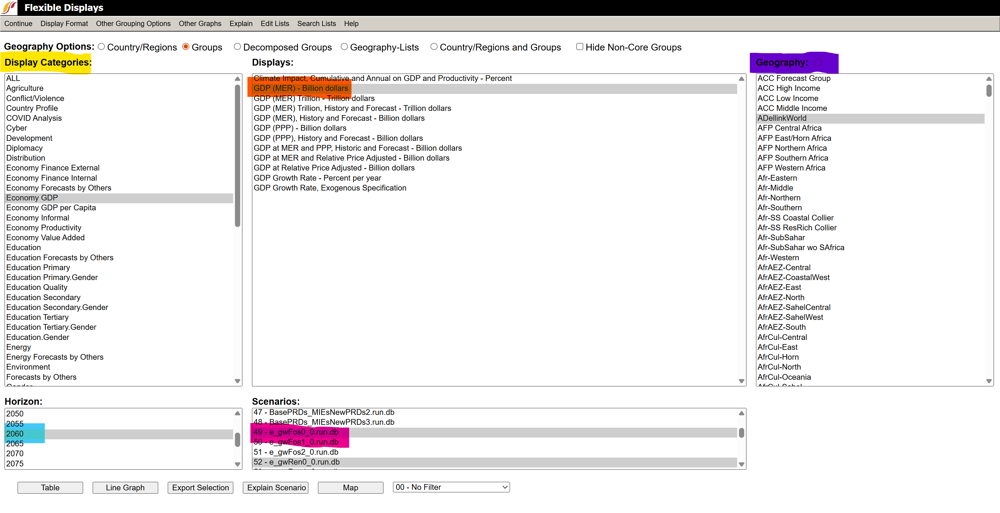 Flexible Displays
Continue Display Format Other Grouping Options Other Graphs Explain Edit Lists Search Lists Help
Geography Options: Country/Regions Groups Decomposed Groups Geography-Lists Country/Regions and Groups Hide Non-Core Groups
Display Categories:
ALL
Agriculture
Conflict/Violence
Country Profile
COVID Analysis
Cyber
Development
Diplomacy
Distribution
Economy Finance External
Economy Finance Internal
Economy Forecasts by Others
Economy GDP
Economy GDP per Capita
Economy Informal
Economy Productivity
Economy Value Added
Education
Education Forecasts by Others
Education Primary
Education Primary.Gender
Education Quality
Education Secondary
Education Secondary.Gender
Education Tertiary
Education Tertiary.Gender
Education.Gender
Energy
Energy Forecasts by Others
Environment
Forecasts by Others
Displays:
Climate Impact, Cumulative and Annual on GDP and Productivity - Percent
GDP (MER) - Billion dollars
GDP (MER) Trillion - Trillion dollars
GDP (MER) Trillion, History and Forecast - Trillion dollars
GDP (MER), History and Forecast - Billion dollars
GDP (PPP) - Billion dollars
GDP (PPP), History and Forecast - Billion dollars
GDP at MER and PPP, Historic and Forecast - Billion dollars
GDP at MER and Relative Price Adjusted - Billion dollars
GDP at Relative Price Adjusted - Billion dollars
GDP Growth Rate - Percent per year
GDP Growth Rate, Exogenous Specification
Geography:
ACC Forecast Group
ACC High Income
ACC Low Income
ACC Middle Income
ADellinkWorld
AFP Central Africa
AFP East/Horn Africa
AFP Northern Africa
AFP Southern Africa
AFP Western Africa
Afr-Eastern
Afr-Middle
Afr-Northern
Afr-Southern
Afr-SS Coastal Collier
Afr-SS ResRich Collier
Afr-SubSahar
Afr-SubSahar wo SAfrica
Afr-Western
AfrAEZ-Central
AfrAEZ-CoastalWest
AfrAEZ-East
AfrAEZ-North
AfrAEZ-SahelCentral
AfrAEZ-SahelWest
AfrAEZ-South
AfrCul-Central
AfrCul-East
AfrCul-Horn
AfrCul-North
AfrCul-Oceania
Horizon:
2050
2055
2060
2065
2070
2075
Scenarios:
47 - BasePRDs_MIEsNewPRDs2.run.db
48 - BasePRDs_MIEsNewPRDs3.run.db
49 - e_gwFos0_0.run.db
50 - e_gwFos1_0.run.db
51 - e_gwFos2_0.run.db
52 - e_gwRen0_0.run.db
Table Line Graph Export Selection Explain Scenario Map 00 - No Filter